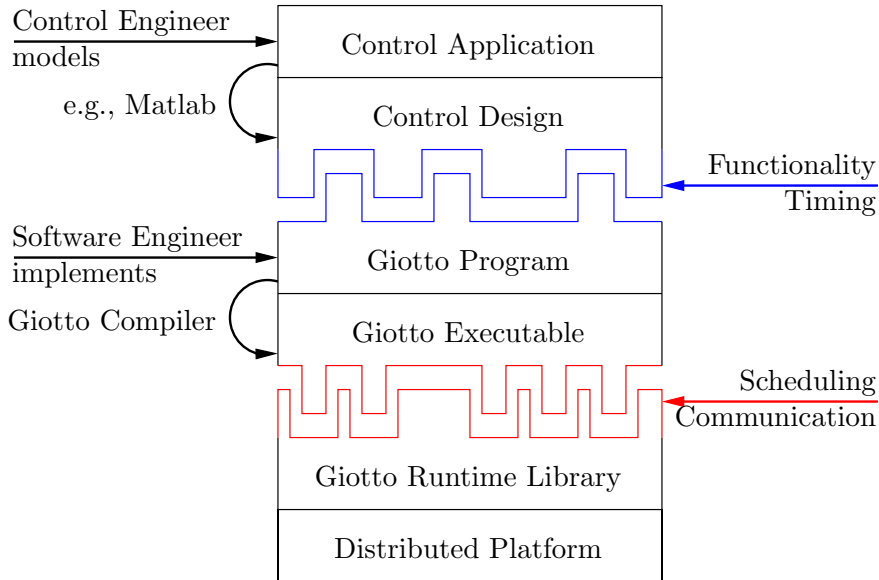 Control Engineer
models
Control Application
e.g., Matlab
Control Design
Functionality
Timing
Software Engineer
implements
Giotto Program
Giotto Compiler
Giotto Executable
Scheduling
Communication
Giotto Runtime Library
Distributed Platform